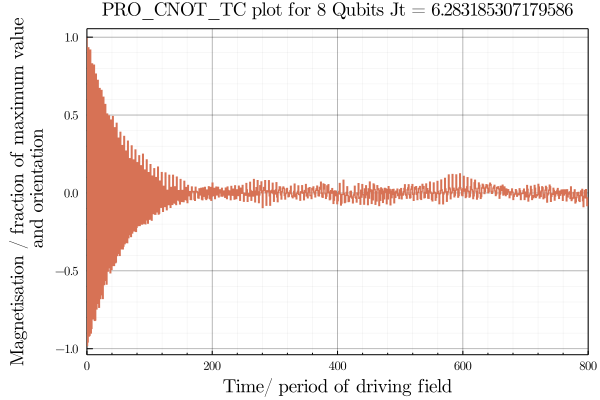 PRO_CNOT_TC plot for 8 Qubits Jt = 6.283185307179586
Magnetisation / fraction of maximum value
and orientation
1.0
0.5
0.0
−0.5
−1.0
0 200 400 600 800
Time/ period of driving field